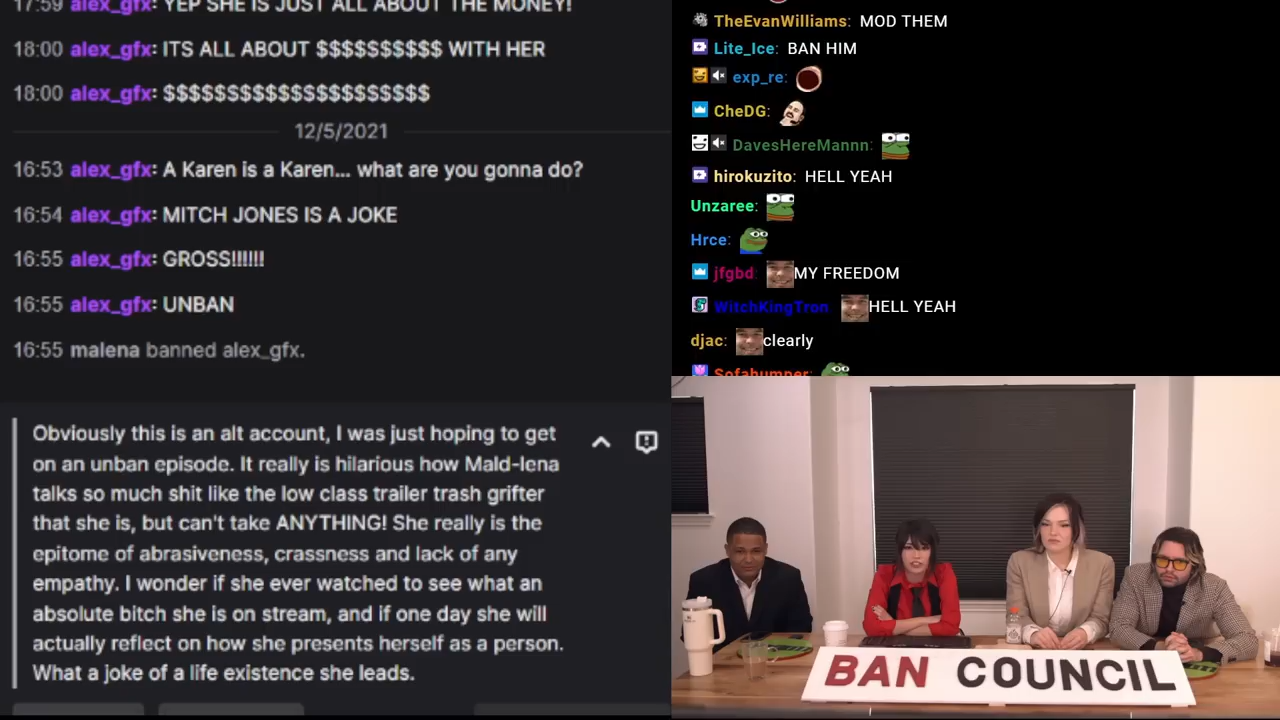 17:59 alex_gfx: YEP SHE IS JUST ALL ABOUT THE MONEY!
18:00 alex_gfx: ITS ALL ABOUT $$$$$$$$$$ WITH HER
18:00 alex_gfx: $$$$$$$$$$$$$$$$$$$$$
12/5/2021
16:53 alex_gfx: A Karen is a Karen... what are you gonna do?
16:54 alex_gfx: MITCH JONES IS A JOKE
16:55 alex_gfx: GROSS!!!!!!
16:55 alex_gfx: UNBAN
16:55 malena banned alex_gfx.
Obviously this is an alt account, I was just hoping to get
on an unban episode. It really is hilarious how Mald-lena
talks so much shit like the low class trailer trash grifter
that she is, but can't take ANYTHING! She really is the
epitome of abrasiveness, crassness and lack of any
empathy. I wonder if she ever watched to see what an
absolute bitch she is on stream, and if one day she will
actually reflect on how she presents herself as a person.
What a joke of a life existence she leads.
TheEvanWilliams: MOD THEM
Lite_Ice: BAN HIM
exp_re:
CheDG:
DavesHereMannn:
hirokuzito: HELL YEAH
Unzaree:
Hrce:
jfgbd MY FREEDOM
WitchKingTron HELL YEAH
djac: clearly
Sofahumper:
BAN COUNCIL